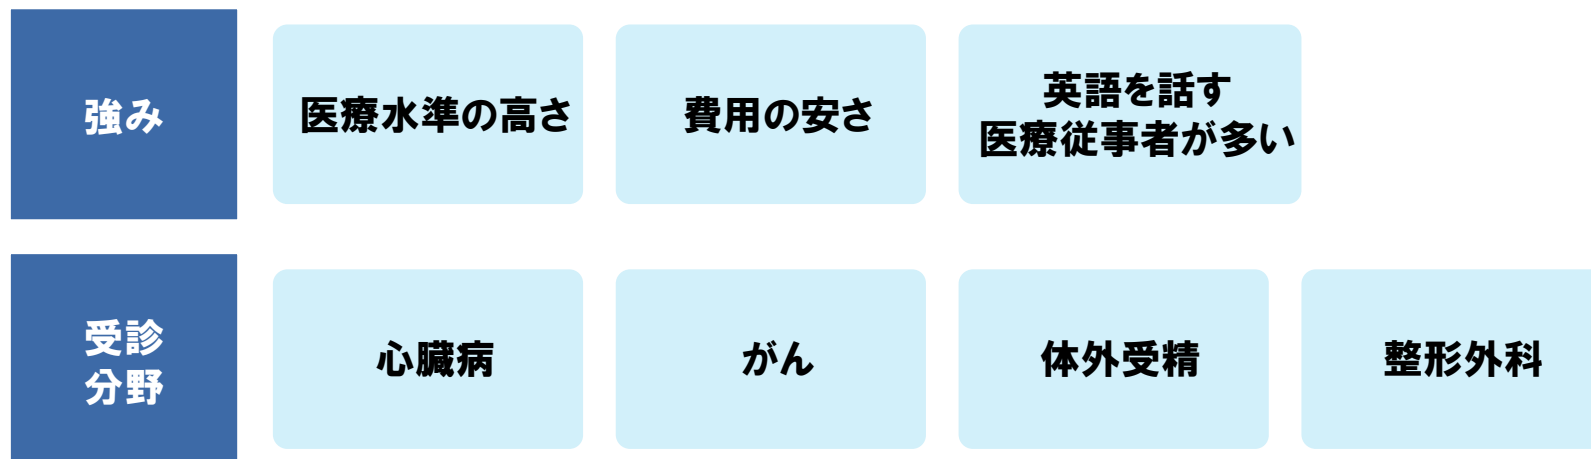 強み
医療水準の高さ
費用の安さ
英語を話す
医療従事者が多い
受診
分野
心臓病
がん
体外受精
整形外科